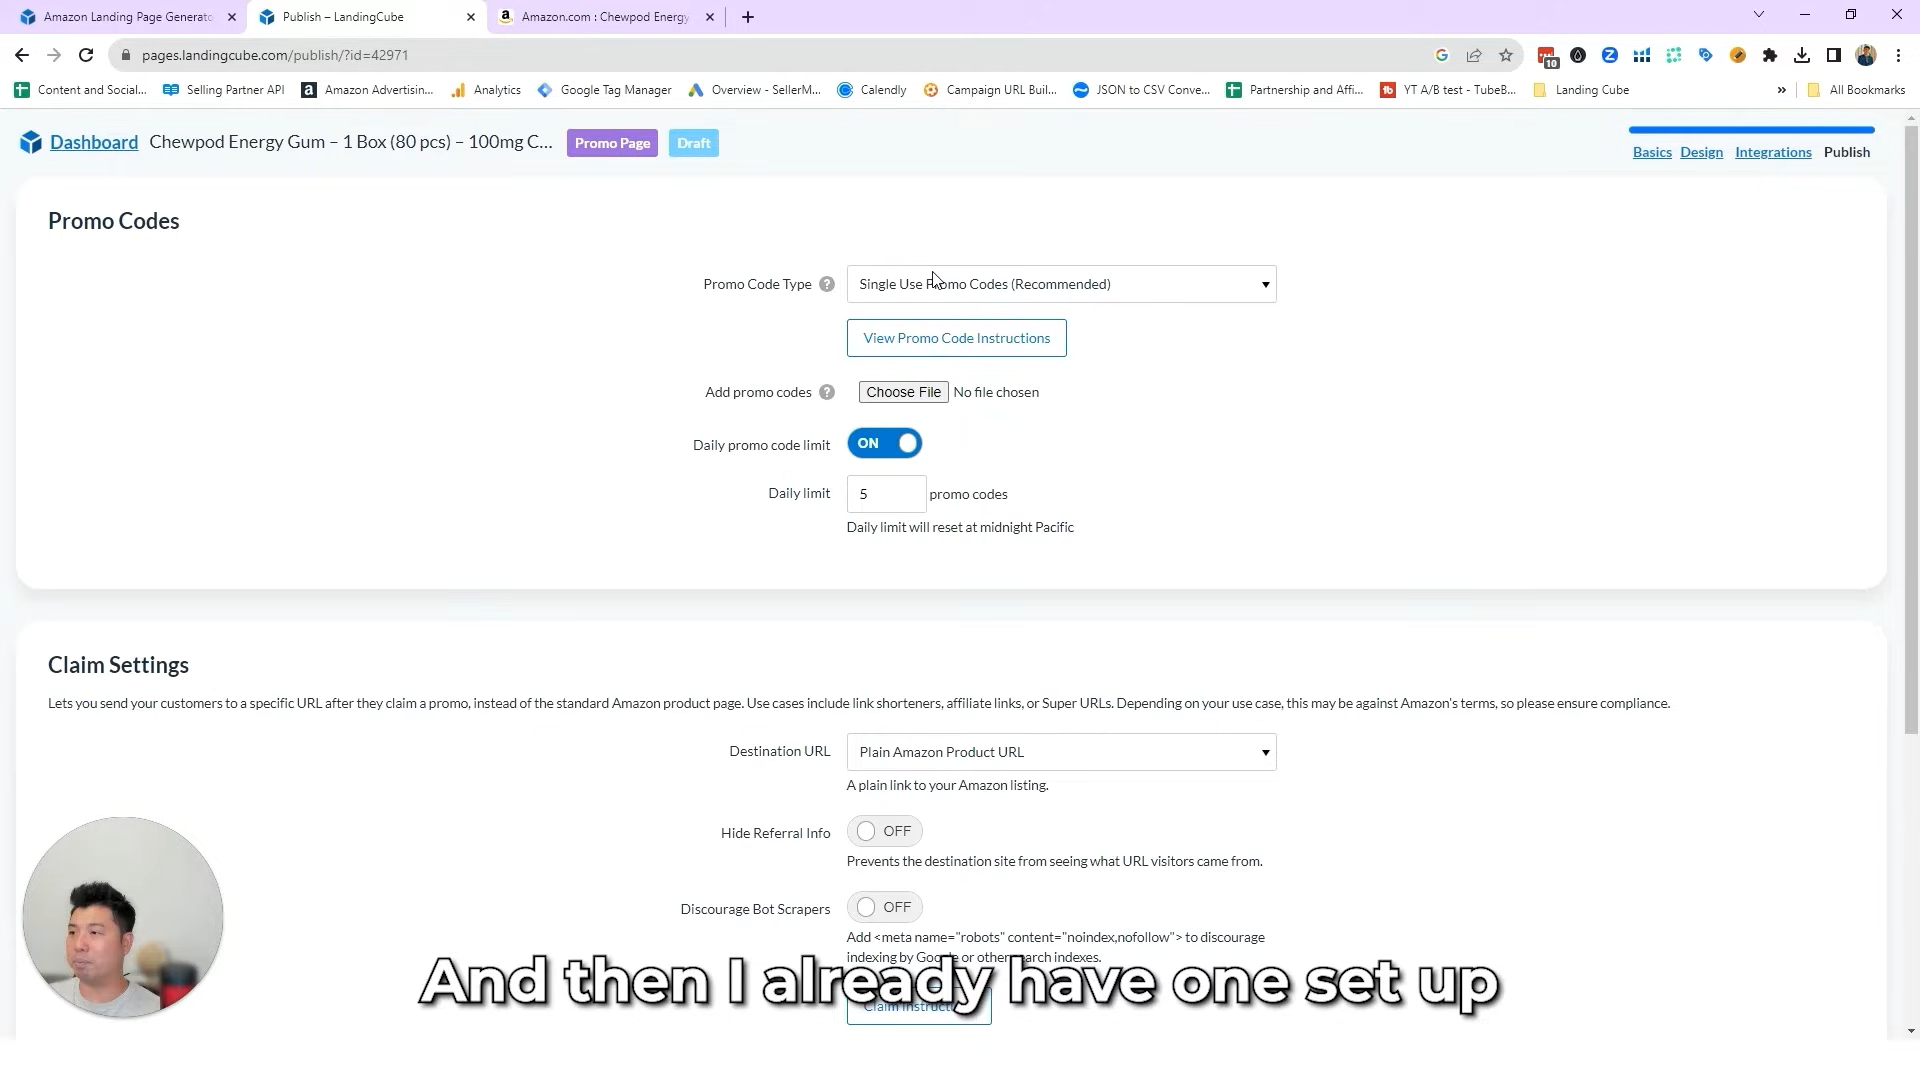 Amazon Landing Page Generato
Publish – LandingCube
Amazon.com : Chewpod Energy
pages.landingcube.com/publish/?id=42971
10
Content and Social...
Selling Partner API
Amazon Advertisin...
Analytics
Google Tag Manager
Overview - SellerM...
Calendly
Campaign URL Buil...
JSON to CSV Conve...
Partnership and Affi...
YT A/B test - TubeB...
Landing Cube
»
All Bookmarks
Dashboard Chewpod Energy Gum – 1 Box (80 pcs) – 100mg C... Promo Page Draft
Basics Design Integrations Publish
Promo Codes
Promo Code Type ? Single Use Promo Codes (Recommended)
View Promo Code Instructions
Add promo codes ? Choose File No file chosen
Daily promo code limit ON
Daily limit 5 promo codes
Daily limit will reset at midnight Pacific
Claim Settings
Lets you send your customers to a specific URL after they claim a promo, instead of the standard Amazon product page. Use cases include link shorteners, affiliate links, or Super URLs. Depending on your use case, this may be against Amazon's terms, so please ensure compliance.
Destination URL Plain Amazon Product URL
A plain link to your Amazon listing.
Hide Referral Info OFF
Prevents the destination site from seeing what URL visitors came from.
Discourage Bot Scrapers OFF
Add <meta name="robots" content="noindex,nofollow"> to discourage
indexing by Google or other search indexes.
And then I already have one set up
Claim